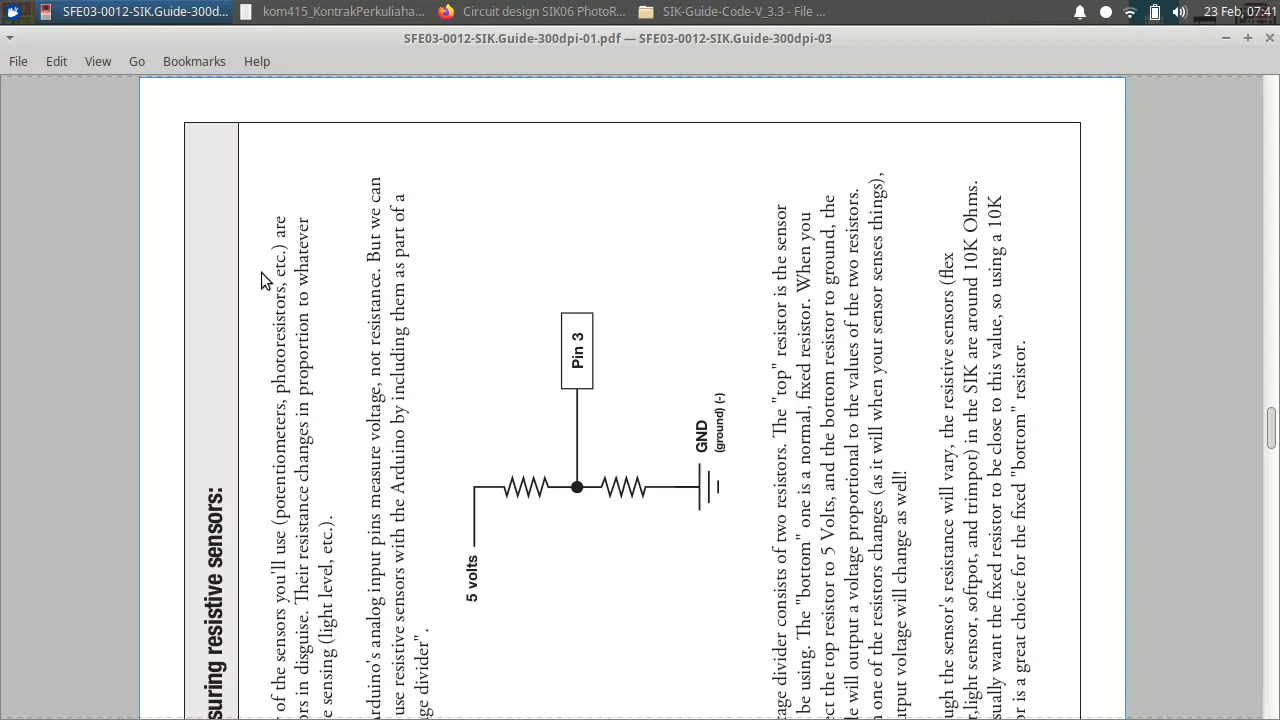 SFE03-0012-SIK.Guide-300d...
kom415_KontrakPerkuliaha...
Circuit design SIK06 PhotoR...
SIK-Guide-Code-V_3.3 - File ...
23 Feb, 07:41
SFE03-0012-SIK.Guide-300dpi-01.pdf — SFE03-0012-SIK.Guide-300dpi-03
File Edit View Go Bookmarks Help
suring resistive sensors:
of the sensors you'll use (potentiometers, photoresistors, etc.) are
ors in disguise. Their resistance changes in proportion to whatever
e sensing (light level, etc.).
Arduino's analog input pins measure voltage, not resistance. But we can
use resistive sensors with the Arduino by including them as part of a
ge divider".
5 volts
Pin 3
GND
(ground) (-)
age divider consists of two resistors. The "top" resistor is the sensor
be using. The "bottom" one is a normal, fixed resistor. When you
ect the top resistor to 5 Volts, and the bottom resistor to ground, the
le will output a voltage proportional to the values of the two resistors.
n one of the resistors changes (as it will when your sensor senses things),
utput voltage will change as well!
ugh the sensor's resistance will vary, the resistive sensors (flex
r,light sensor, softpot, and trimpot) in the SIK are around 10K Ohms.
sually want the fixed resistor to be close to this value, so using a 10K
or is a great choice for the fixed "bottom" resistor.